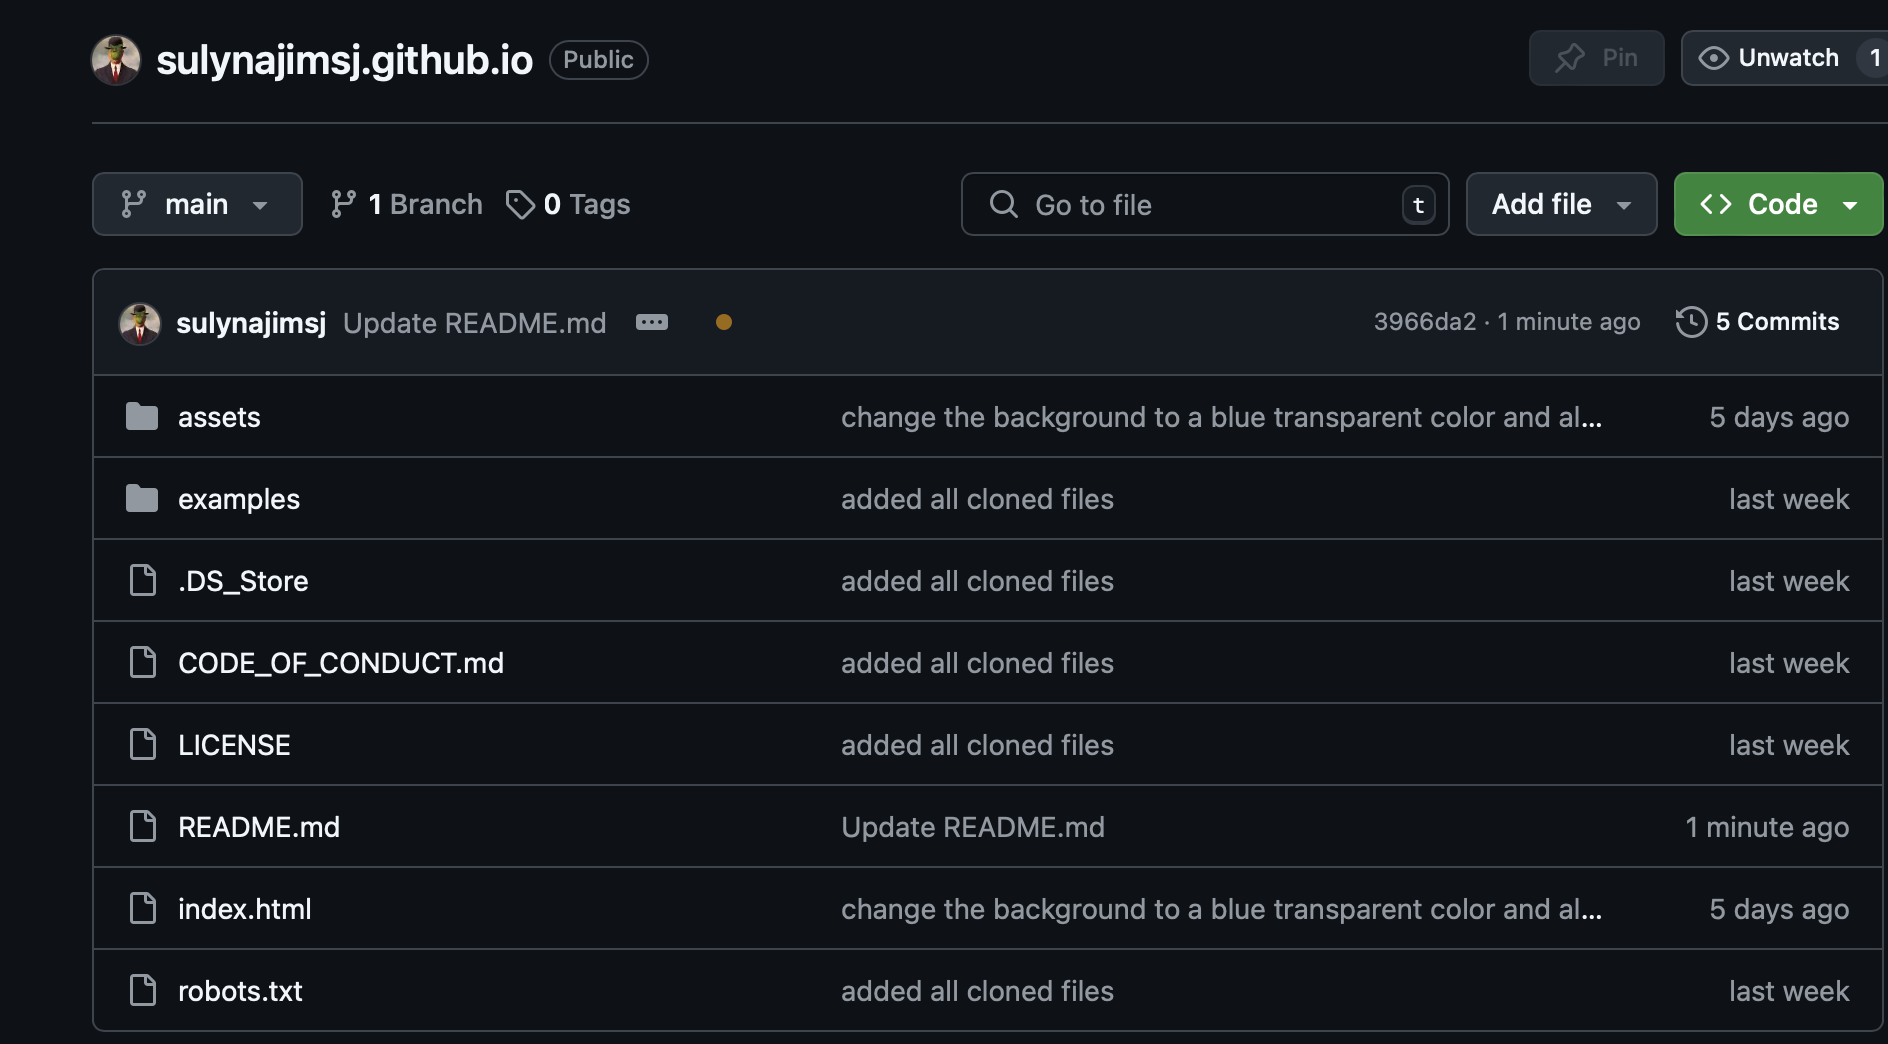 sulynajimsj.github.io Public Pin Unwatch 1
main 1 Branch 0 Tags Go to file t Add file Code
sulynajimsj Update README.md 3966da2 · 1 minute ago 5 Commits
assets change the background to a blue transparent color and al... 5 days ago
examples added all cloned files last week
.DS_Store added all cloned files last week
CODE_OF_CONDUCT.md added all cloned files last week
LICENSE added all cloned files last week
README.md Update README.md 1 minute ago
index.html change the background to a blue transparent color and al... 5 days ago
robots.txt added all cloned files last week